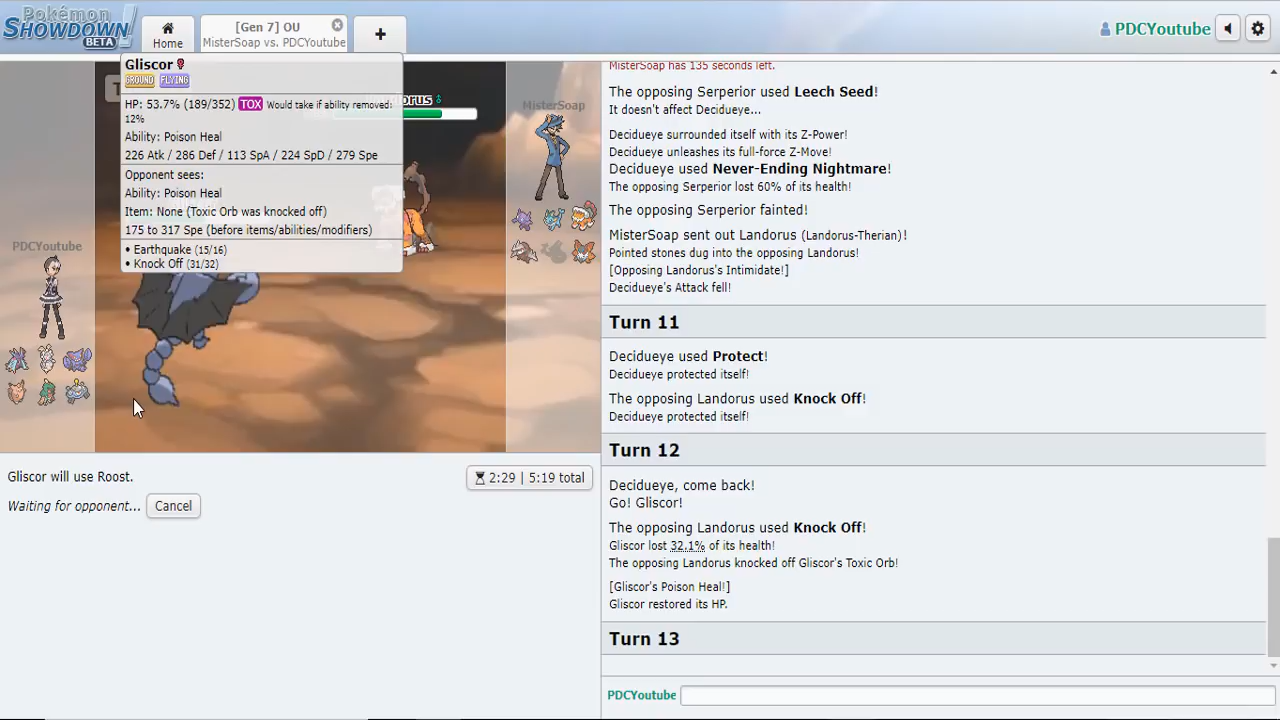 Pokémon
Showdown!
BETA
Home
[Gen 7] OU
MisterSoap vs. PDCYoutube
+
PDCYoutube
Gliscor
GROUND FLYING
HP: 53.7% (189/352) TOX Would take if ability removed:
12%
Ability: Poison Heal
226 Atk / 286 Def / 113 SpA / 224 SpD / 279 Spe
Opponent sees:
Ability: Poison Heal
Item: None (Toxic Orb was knocked off)
175 to 317 Spe (before items/abilities/modifiers)
• Earthquake (15/16)
• Knock Off (31/32)
MisterSoap
PDCYoutube
Gliscor will use Roost.
2:29 | 5:19 total
Waiting for opponent... Cancel
MisterSoap has 135 seconds left.
The opposing Serperior used Leech Seed!
It doesn't affect Decidueye...
Decidueye surrounded itself with its Z-Power!
Decidueye unleashes its full-force Z-Move!
Decidueye used Never-Ending Nightmare!
The opposing Serperior lost 60% of its health!
The opposing Serperior fainted!
MisterSoap sent out Landorus (Landorus-Therian)!
Pointed stones dug into the opposing Landorus!
[Opposing Landorus's Intimidate!]
Decidueye's Attack fell!
Turn 11
Decidueye used Protect!
Decidueye protected itself!
The opposing Landorus used Knock Off!
Decidueye protected itself!
Turn 12
Decidueye, come back!
Go! Gliscor!
The opposing Landorus used Knock Off!
Gliscor lost 32.1% of its health!
The opposing Landorus knocked off Gliscor's Toxic Orb!
[Gliscor's Poison Heal!]
Gliscor restored its HP.
Turn 13
PDCYoutube